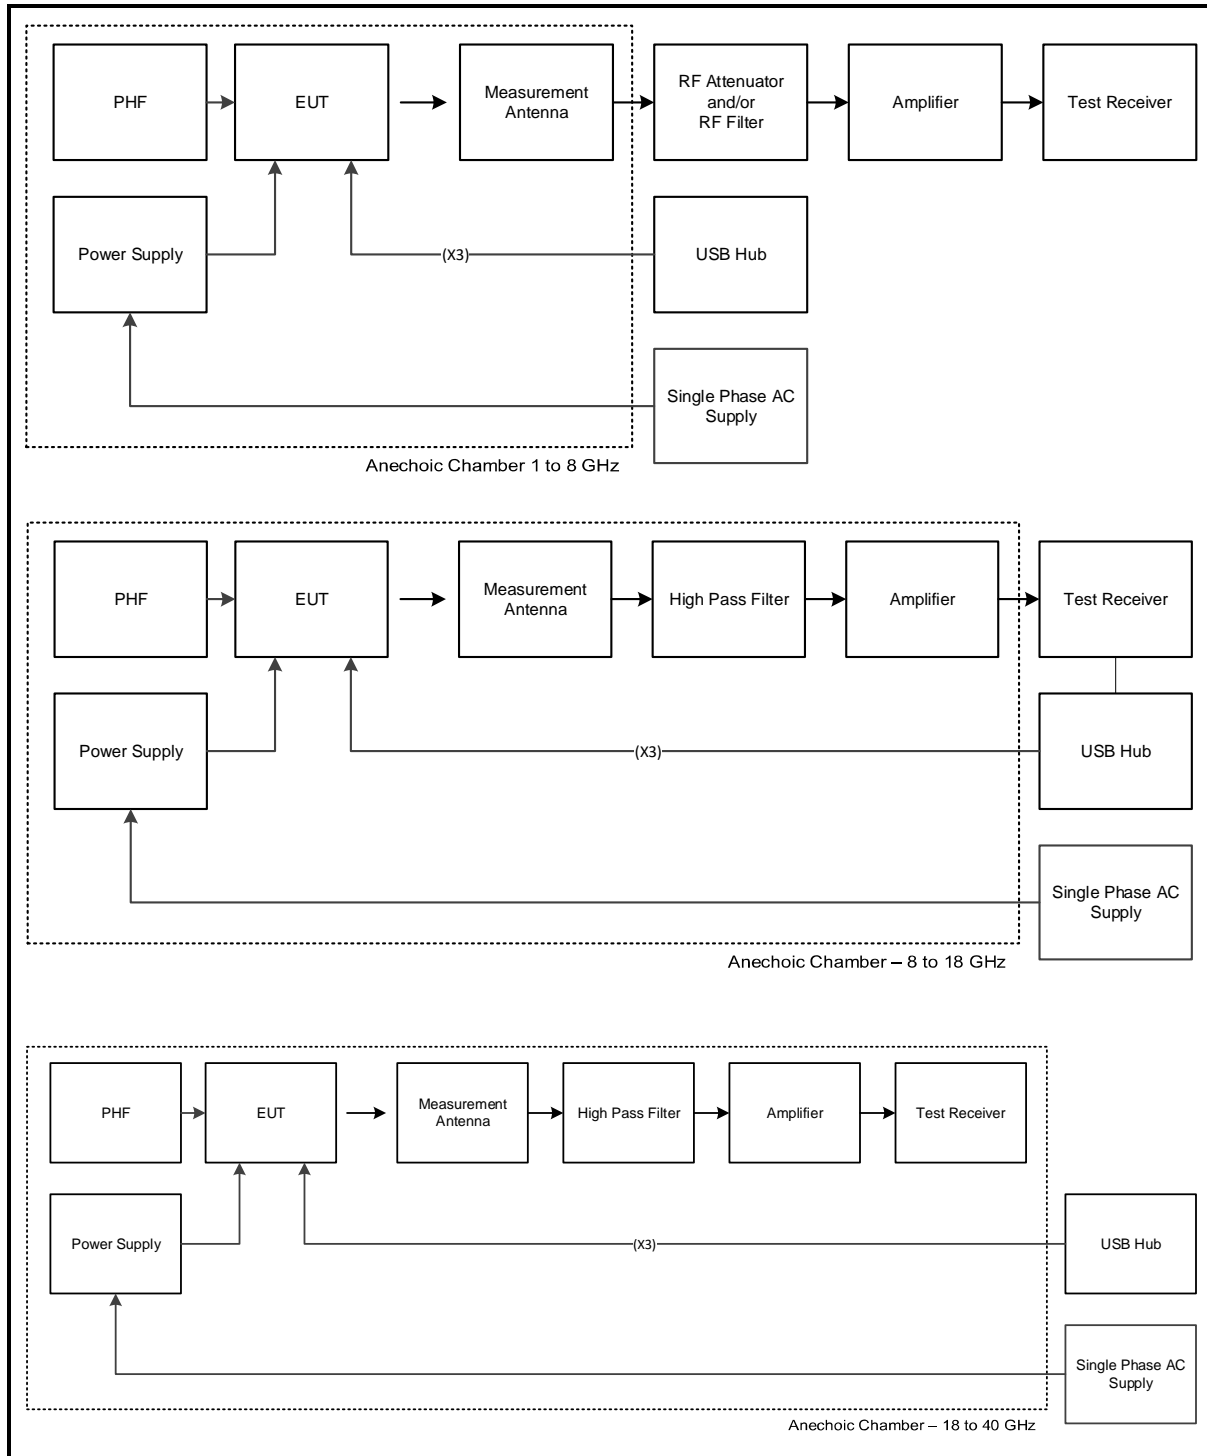 PHF
EUT
Measurement
Antenna
RF Attenuator
and/or
RF Filter
Amplifier
Test Receiver
Power Supply
(X3)
USB Hub
Single Phase AC
Supply
Anechoic Chamber 1 to 8 GHz
PHF
EUT
Measurement
Antenna
High Pass Filter
Amplifier
Test Receiver
Power Supply
(X3)
USB Hub
Single Phase AC
Supply
Anechoic Chamber – 8 to 18 GHz
PHF
EUT
Measurement
Antenna
High Pass Filter
Amplifier
Test Receiver
Power Supply
(X3)
USB Hub
Single Phase AC
Supply
Anechoic Chamber – 18 to 40 GHz